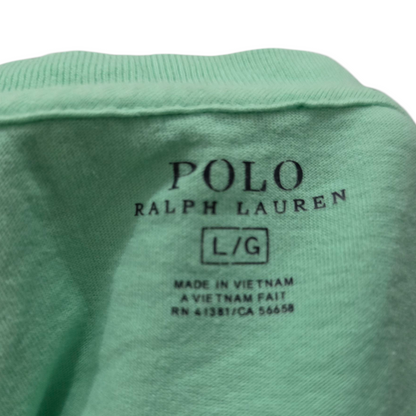 POLO
RALPH LAUREN
L/G
MADE IN VIETNAM
A VIETNAM FAIT
RN 41381/CA 56658